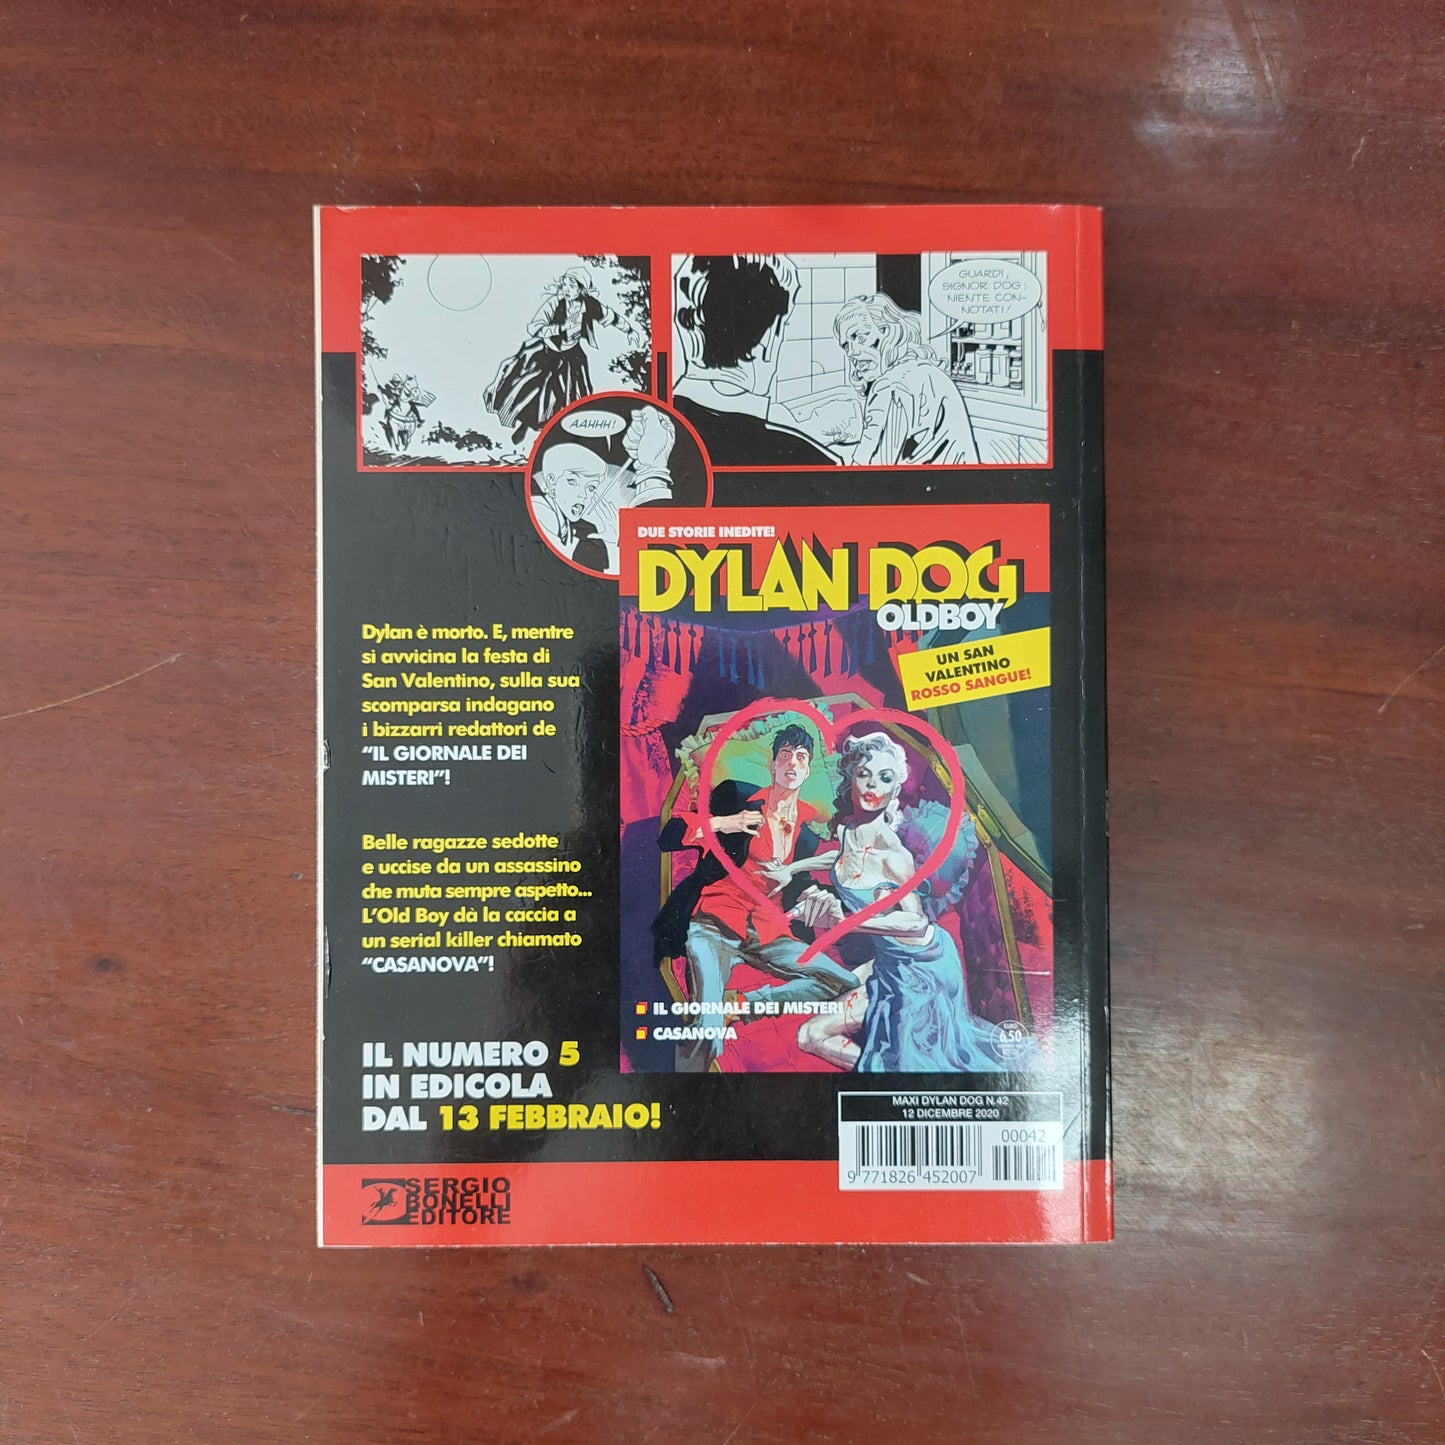 GUARDI,
SIGNOR DOG:
NIENTE CON-
NOTATI!
AAHHH!
DUE STORIE INEDITE!
DYLAN DOG
OLDBOY
UN SAN
VALENTINO
ROSSO SANGUE!
Dylan è morto. E, mentre
si avvicina la festa di
San Valentino, sulla sua
scomparsa indagano
i bizzarri redattori de
“IL GIORNALE DEI
MISTERI”!
Belle ragazze sedotte
e uccise da un assassino
che muta sempre aspetto...
L’Old Boy dà la caccia a
un serial killer chiamato
“CASANOVA”!
IL GIORNALE DEI MISTERI
CASANOVA
EURO
6,50
IL NUMERO 5
IN EDICOLA
DAL 13 FEBBRAIO!
MAXI DYLAN DOG N.42
12 DICEMBRE 2020
00042
9 771826 452007
SERGIO
BONELLI
EDITORE